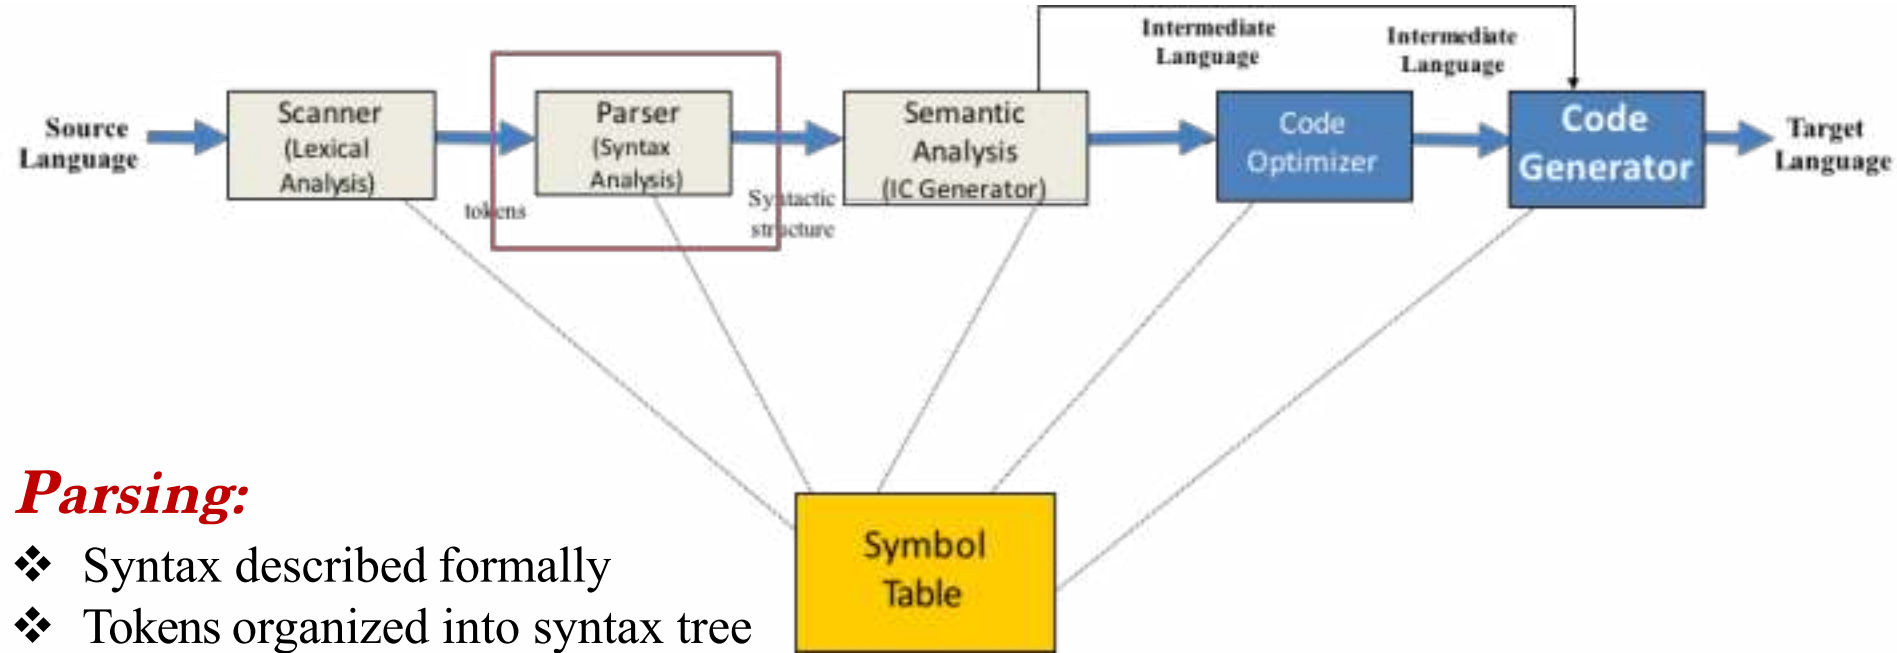 Source
Language
Scanner
(Lexical
Analysis)
tokens
Parser
(Syntax
Analysis)
Syntactic
structure
Semantic
Analysis
(IC Generator)
Intermediate
Language
Code
Optimizer
Intermediate
Language
Code
Generator
Target
Language
Symbol
Table
Parsing:
❖ Syntax described formally
❖ Tokens organized into syntax tree